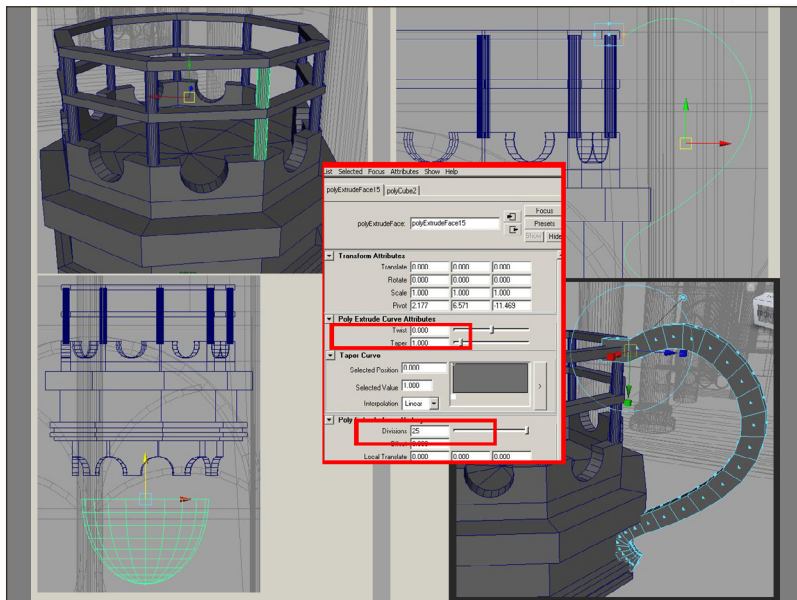 List Selected Focus Attributes Show Help
polyExtrudeFace15 polyCube2
Focus
polyExtrudeFace: polyExtrudeFace15 Presets
Show Hide
Transform Attributes
Translate 0.000 0.000 0.000
Rotate 0.000 0.000 0.000
Scale 1.000 1.000 1.000
Pivot 2.177 6.571 -11.469
Poly Extrude Curve Attributes
Twist 0.000
Taper 1.000
Taper Curve
Selected Position 0.000
Selected Value 1.000
Interpolation Linear
>
Poly
Divisions 25
0.000
Local Translate 0.000 0.000 0.000